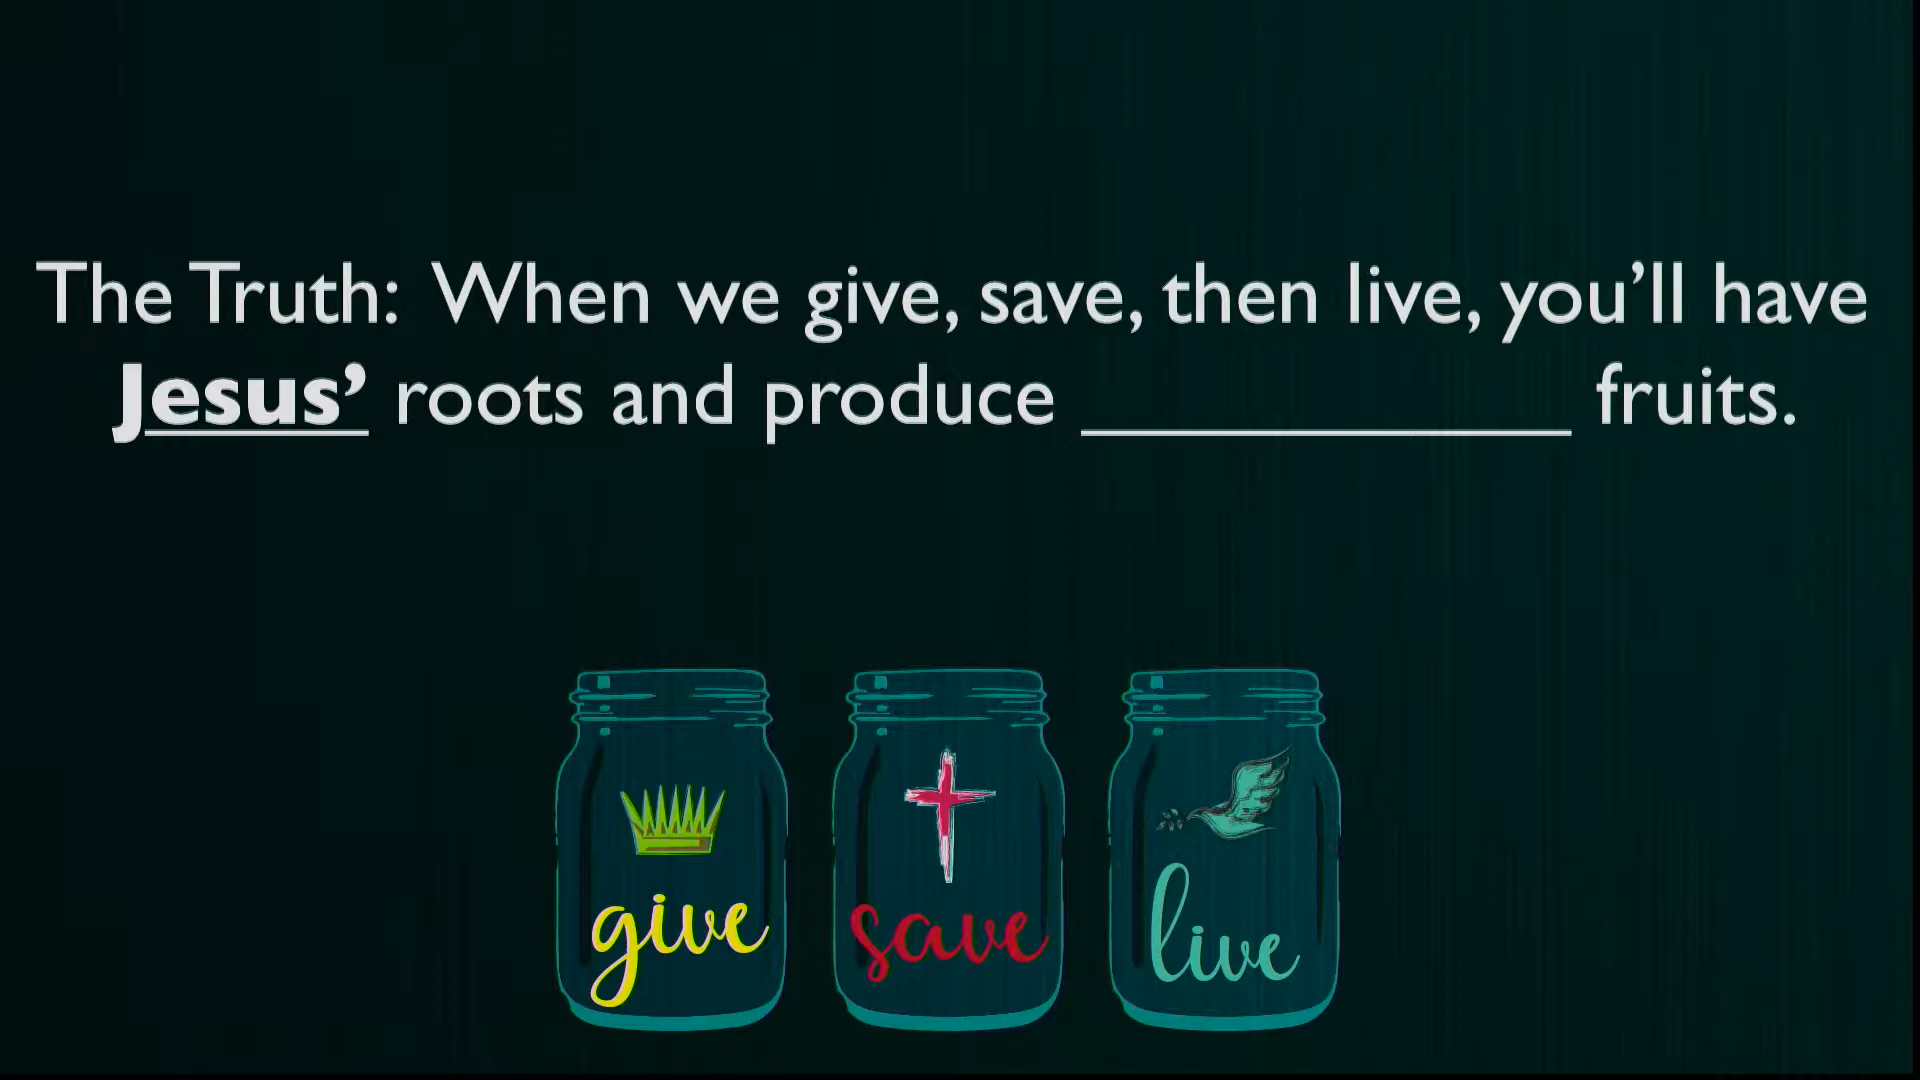 The Truth: When we give, save, then live, you’ll have
Jesus’ roots and produce ______________ fruits.
give save live